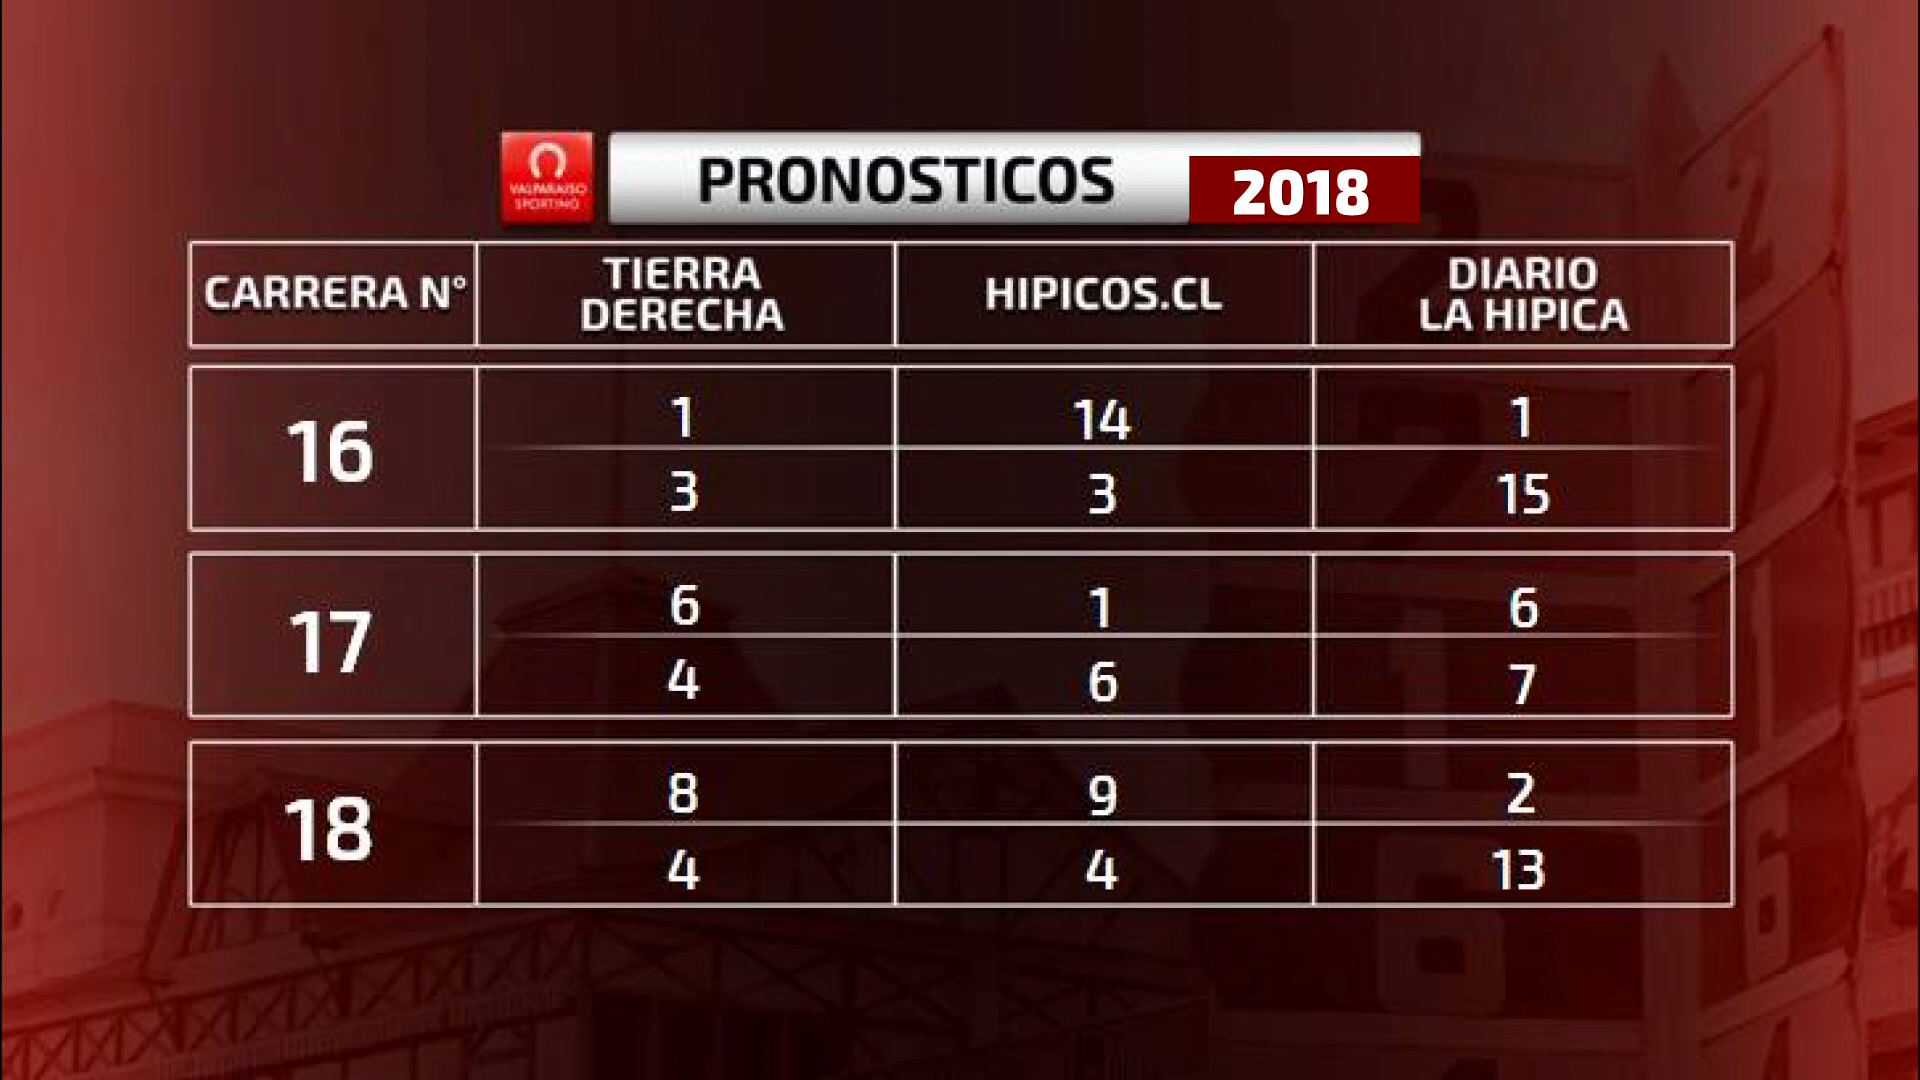 VALPARAISO
SPORTING
PRONOSTICOS
2018
CARRERA N°
TIERRA
DERECHA
HIPICOS.CL
DIARIO
LA HIPICA
16
1
14
1
3
3
15
17
6
1
6
4
6
7
18
8
9
2
4
4
13